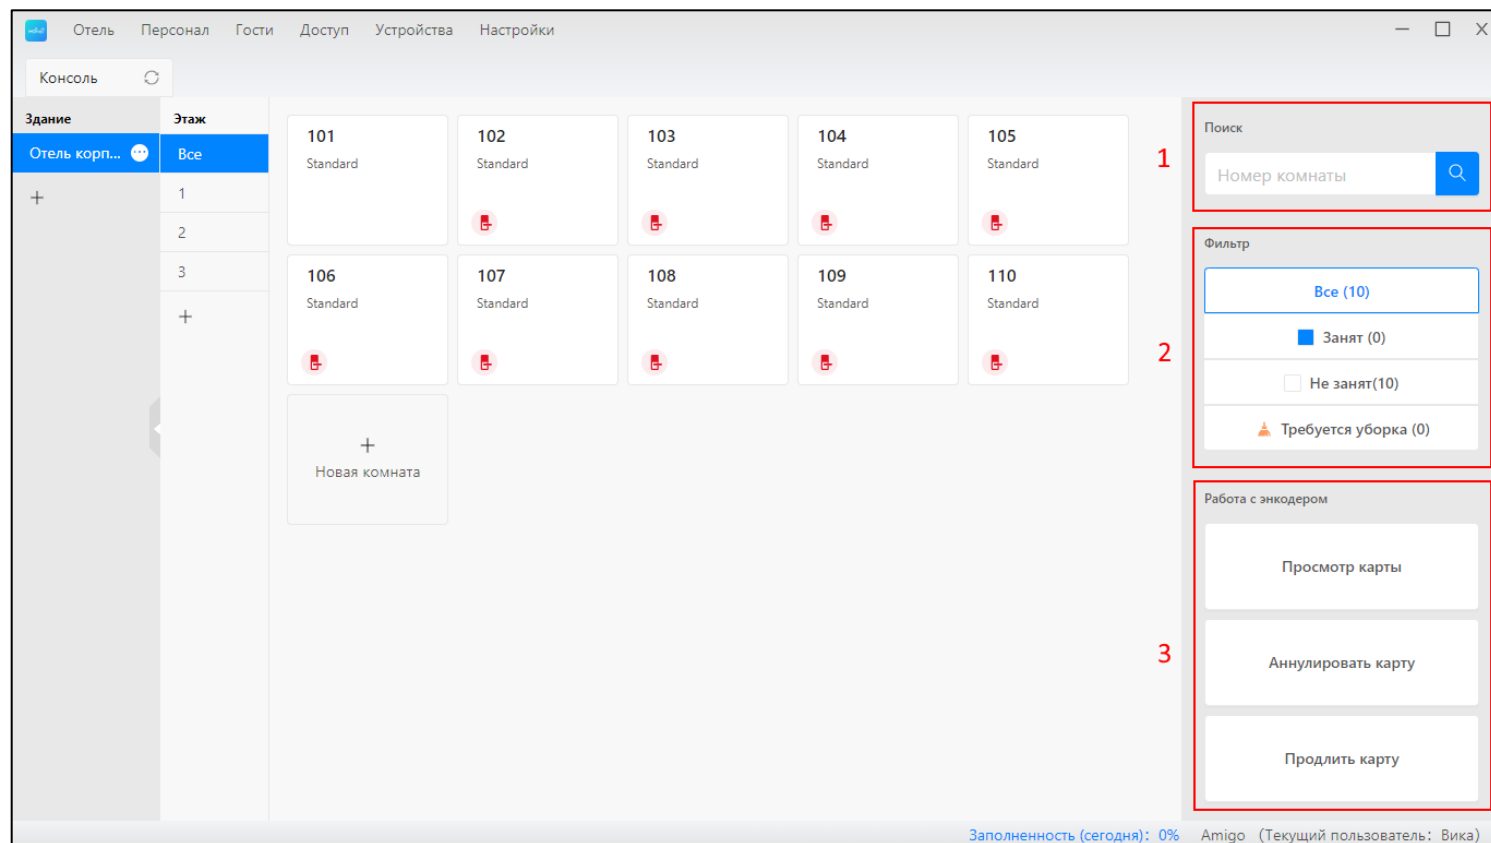 Отель Персонал Гости Доступ Устройства Настройки
Консоль
Здание
Этаж
Отель корп...
Все
1
2
3
101
Standard
102
Standard
103
Standard
104
Standard
105
Standard
106
Standard
107
Standard
108
Standard
109
Standard
110
Standard
Новая комната
1
Поиск
Номер комнаты
2
Фильтр
Все (10)
Занят (0)
Не занят(10)
Требуется уборка (0)
3
Работа с энкодером
Просмотр карты
Аннулировать карту
Продлить карту
Заполненность (сегодня): 0% Amigo (Текущий пользователь: Вика)